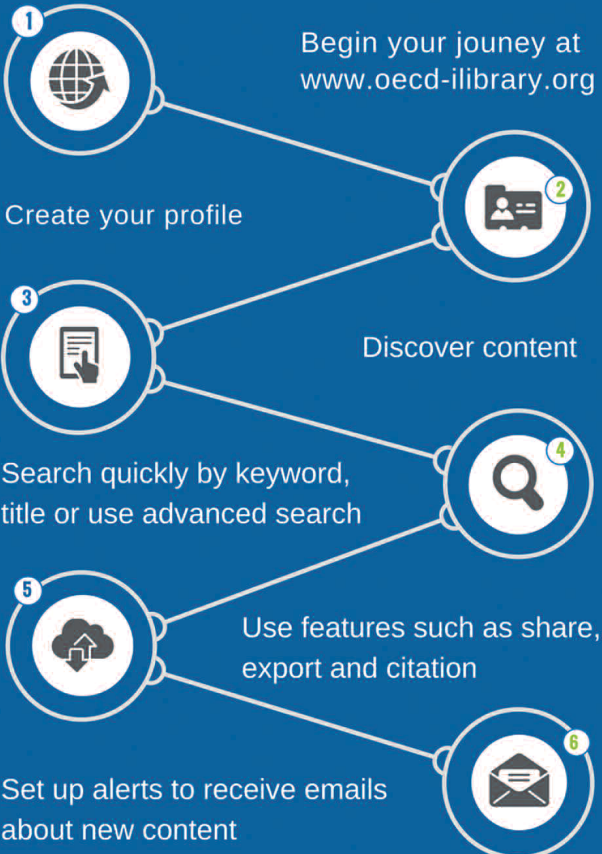 1
Begin your jouney at
www.oecd-ilibrary.org
2
Create your profile
3
Discover content
4
Search quickly by keyword,
title or use advanced search
5
Use features such as share,
export and citation
6
Set up alerts to receive emails
about new content